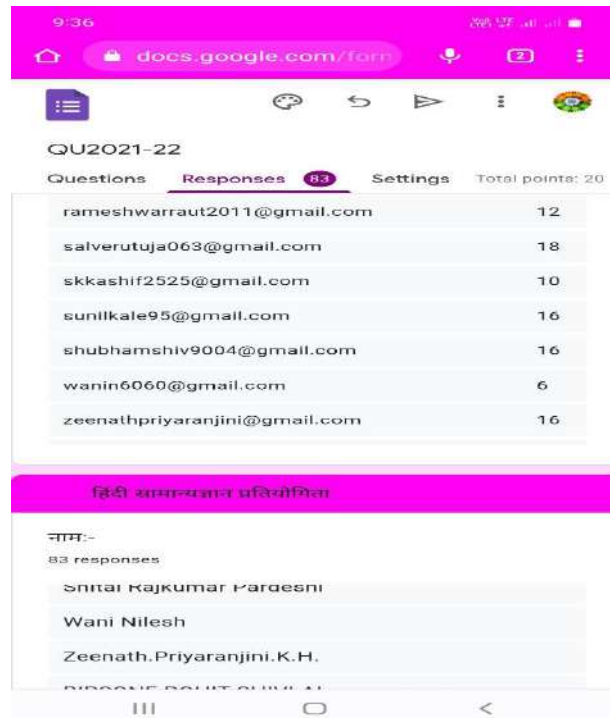 9:36
docs.google.com/forn
2
QU2021-22
Questions Responses 83 Settings Total points: 20
rameshwarraut2011@gmail.com 12
salverutuja063@gmail.com 18
skkashif2525@gmail.com 10
sunilkale95@gmail.com 16
shubhamshiv9004@gmail.com 16
wanin6060@gmail.com 6
zeenathpriyaranjini@gmail.com 16
हिंदी सामान्यज्ञान प्रतियोगिता
नाम:-
83 responses
Shital Rajkumar Pardeshi
Wani Nilesh
Zeenath.Priyaranjini.K.H.